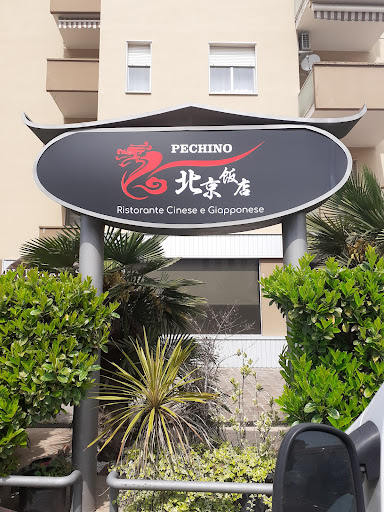 PECHINO
北京飯店
Ristorante Cinese e Giapponese